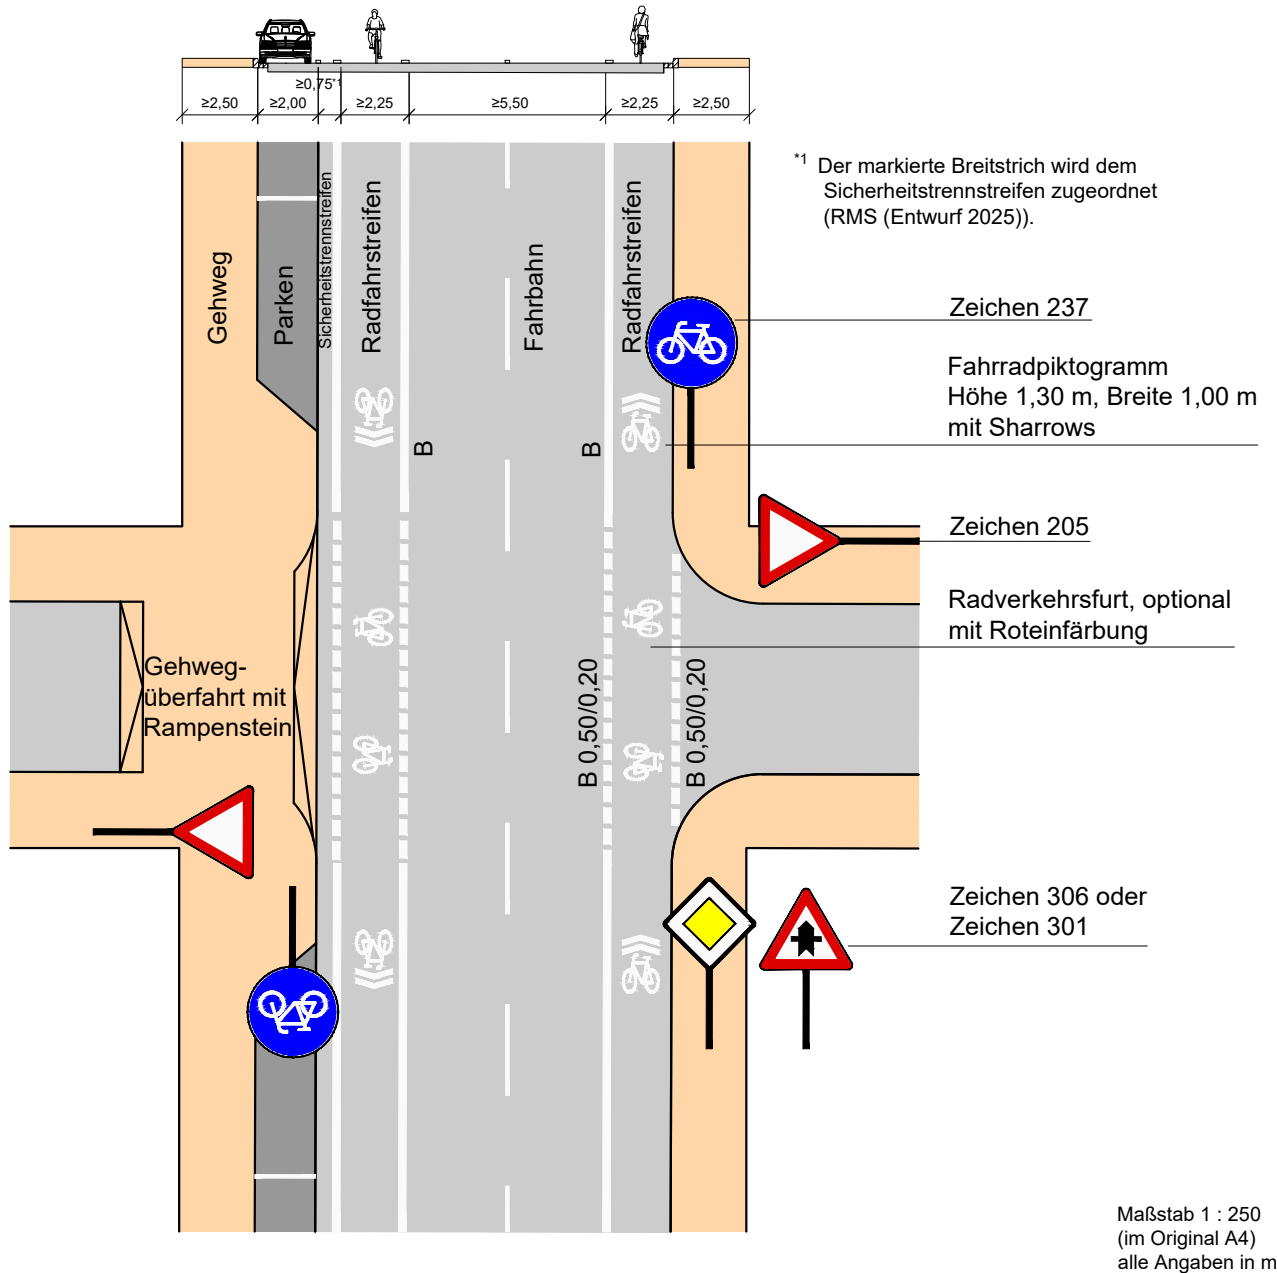 ≥0,75*1
≥2,50 ≥2,00 ≥2,25 ≥5,50 ≥2,25 ≥2,50
*1 Der markierte Breitstrich wird dem
Sicherheitstrennstreifen zugeordnet
(RMS (Entwurf 2025)).
Gehweg
Parken
Sicherheitstrennstreifen
Radfahrstreifen
Fahrbahn
Radfahrstreifen
Zeichen 237
Fahrradpiktogramm
Höhe 1,30 m, Breite 1,00 m
mit Sharrows
B
B
Zeichen 205
Radverkehrsfurt, optional
mit Roteinfärbung
Gehweg-
überfahrt mit
Rampenstein
B 0,50/0,20
B 0,50/0,20
Zeichen 306 oder
Zeichen 301
Maßstab 1 : 250
(im Original A4)
alle Angaben in m